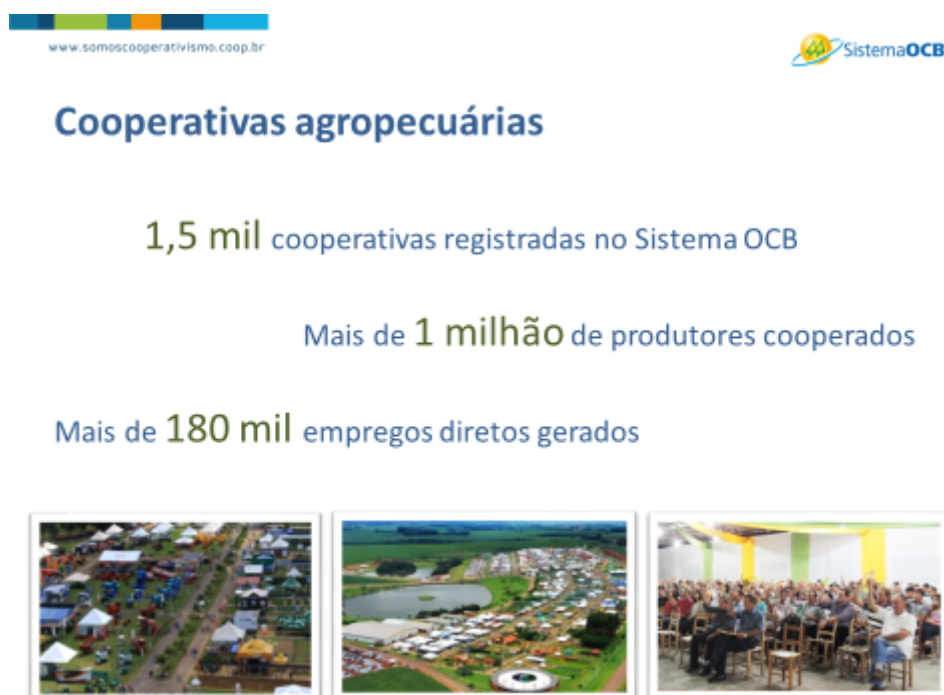 www.somoscooperativismo.coop.br
SistemaOCB
Cooperativas agropecuárias
1,5 mil cooperativas registradas no Sistema OCB
Mais de 1 milhão de produtores cooperados
Mais de 180 mil empregos diretos gerados